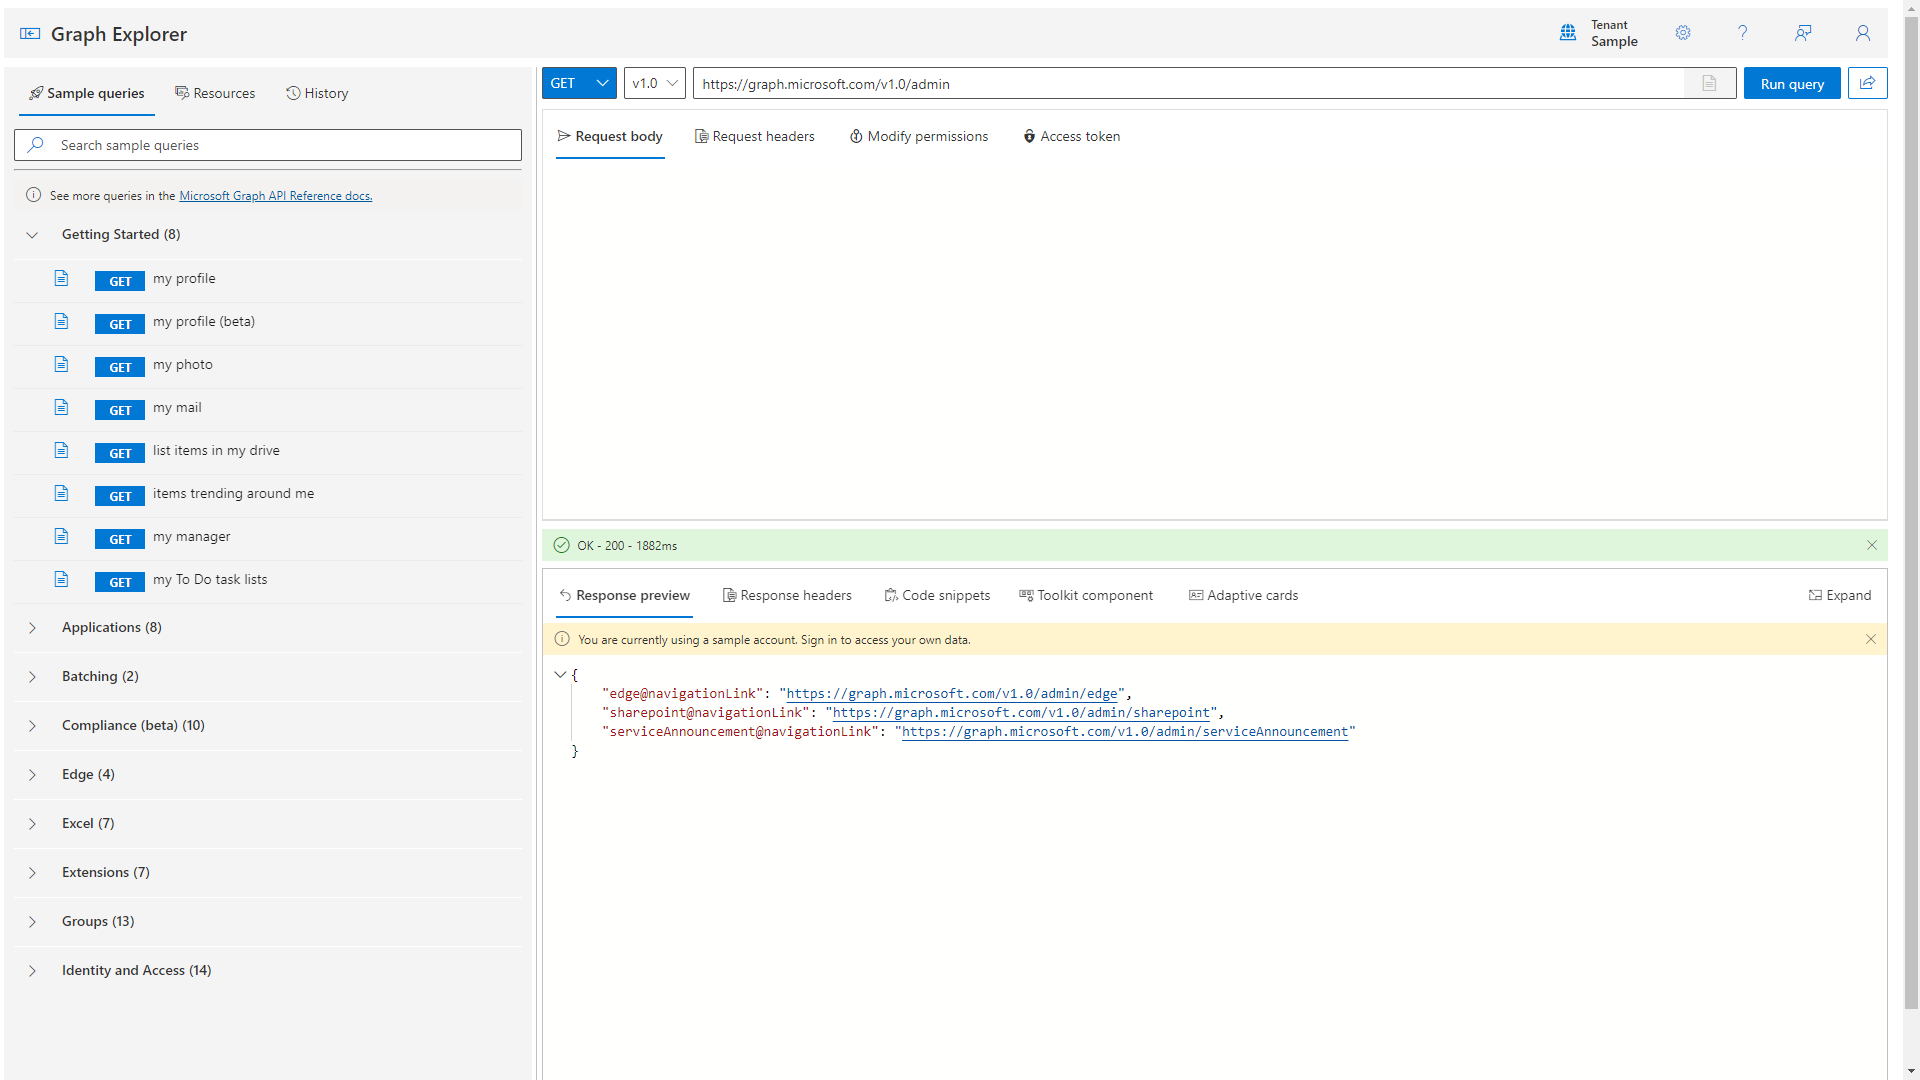 Graph Explorer
Tenant
Sample
Sample queries
Resources
History
Search sample queries
See more queries in the Microsoft Graph API Reference docs.
Getting Started (8)
GET my profile
GET my profile (beta)
GET my photo
GET my mail
GET list items in my drive
GET items trending around me
GET my manager
GET my To Do task lists
Applications (8)
Batching (2)
Compliance (beta) (10)
Edge (4)
Excel (7)
Extensions (7)
Groups (13)
Identity and Access (14)
GET
v1.0
https://graph.microsoft.com/v1.0/admin
Run query
Request body
Request headers
Modify permissions
Access token
OK - 200 - 1882ms
Response preview
Response headers
Code snippets
Toolkit component
Adaptive cards
Expand
You are currently using a sample account. Sign in to access your own data.
{
"edge@navigationLink": "https://graph.microsoft.com/v1.0/admin/edge",
"sharepoint@navigationLink": "https://graph.microsoft.com/v1.0/admin/sharepoint",
"serviceAnnouncement@navigationLink": "https://graph.microsoft.com/v1.0/admin/serviceAnnouncement"
}